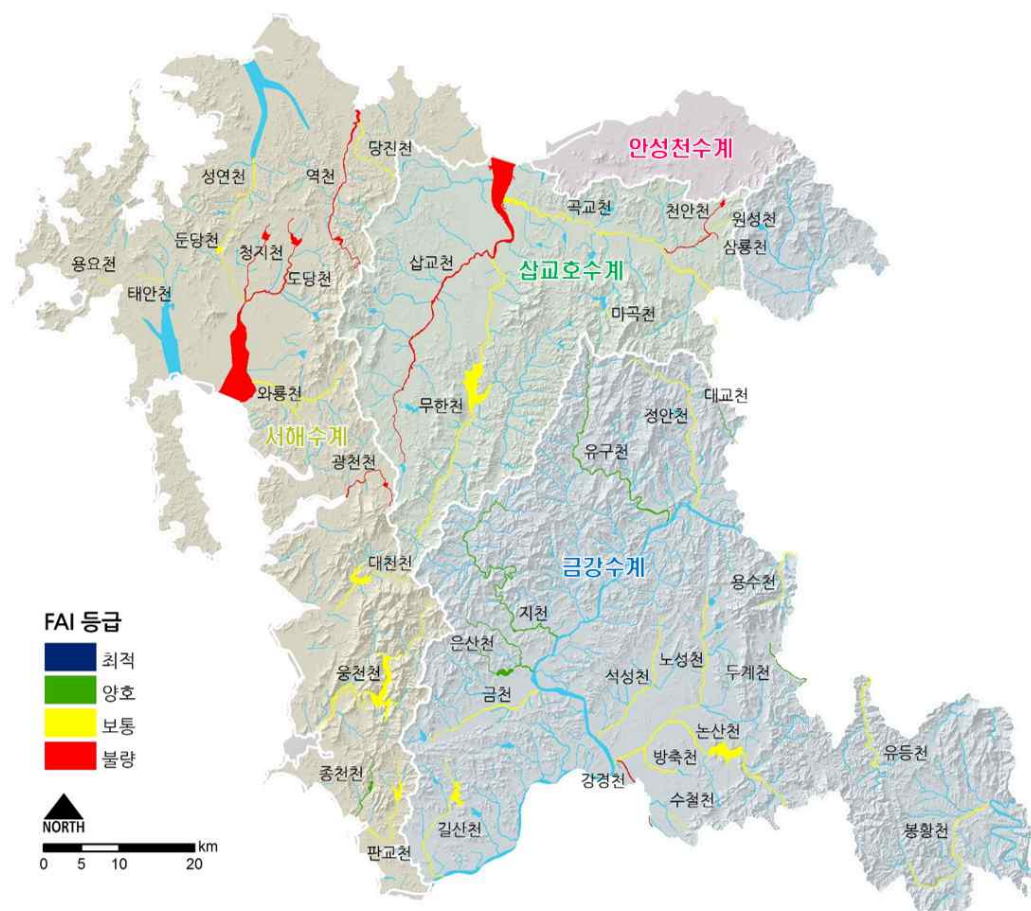 안성천수계
당진천
성연천
역천
곡교천
천안천
원성천
삼룡천
둔당천
청지천
도당천
삽교천
삽교호수계
용요천
태안천
마곡천
와룡천
무한천
대교천
정안천
서해수계
유구천
광천천
대천천
금강수계
용수천
지천
은산천
FAI 등급
최적
양호
보통
불량
웅천천
금천
석성천
노성천
두계천
논산천
방축천
유등천
강경천
종천천
수철천
길산천
봉황천
판교천
NORTH
km
0 5 10 20